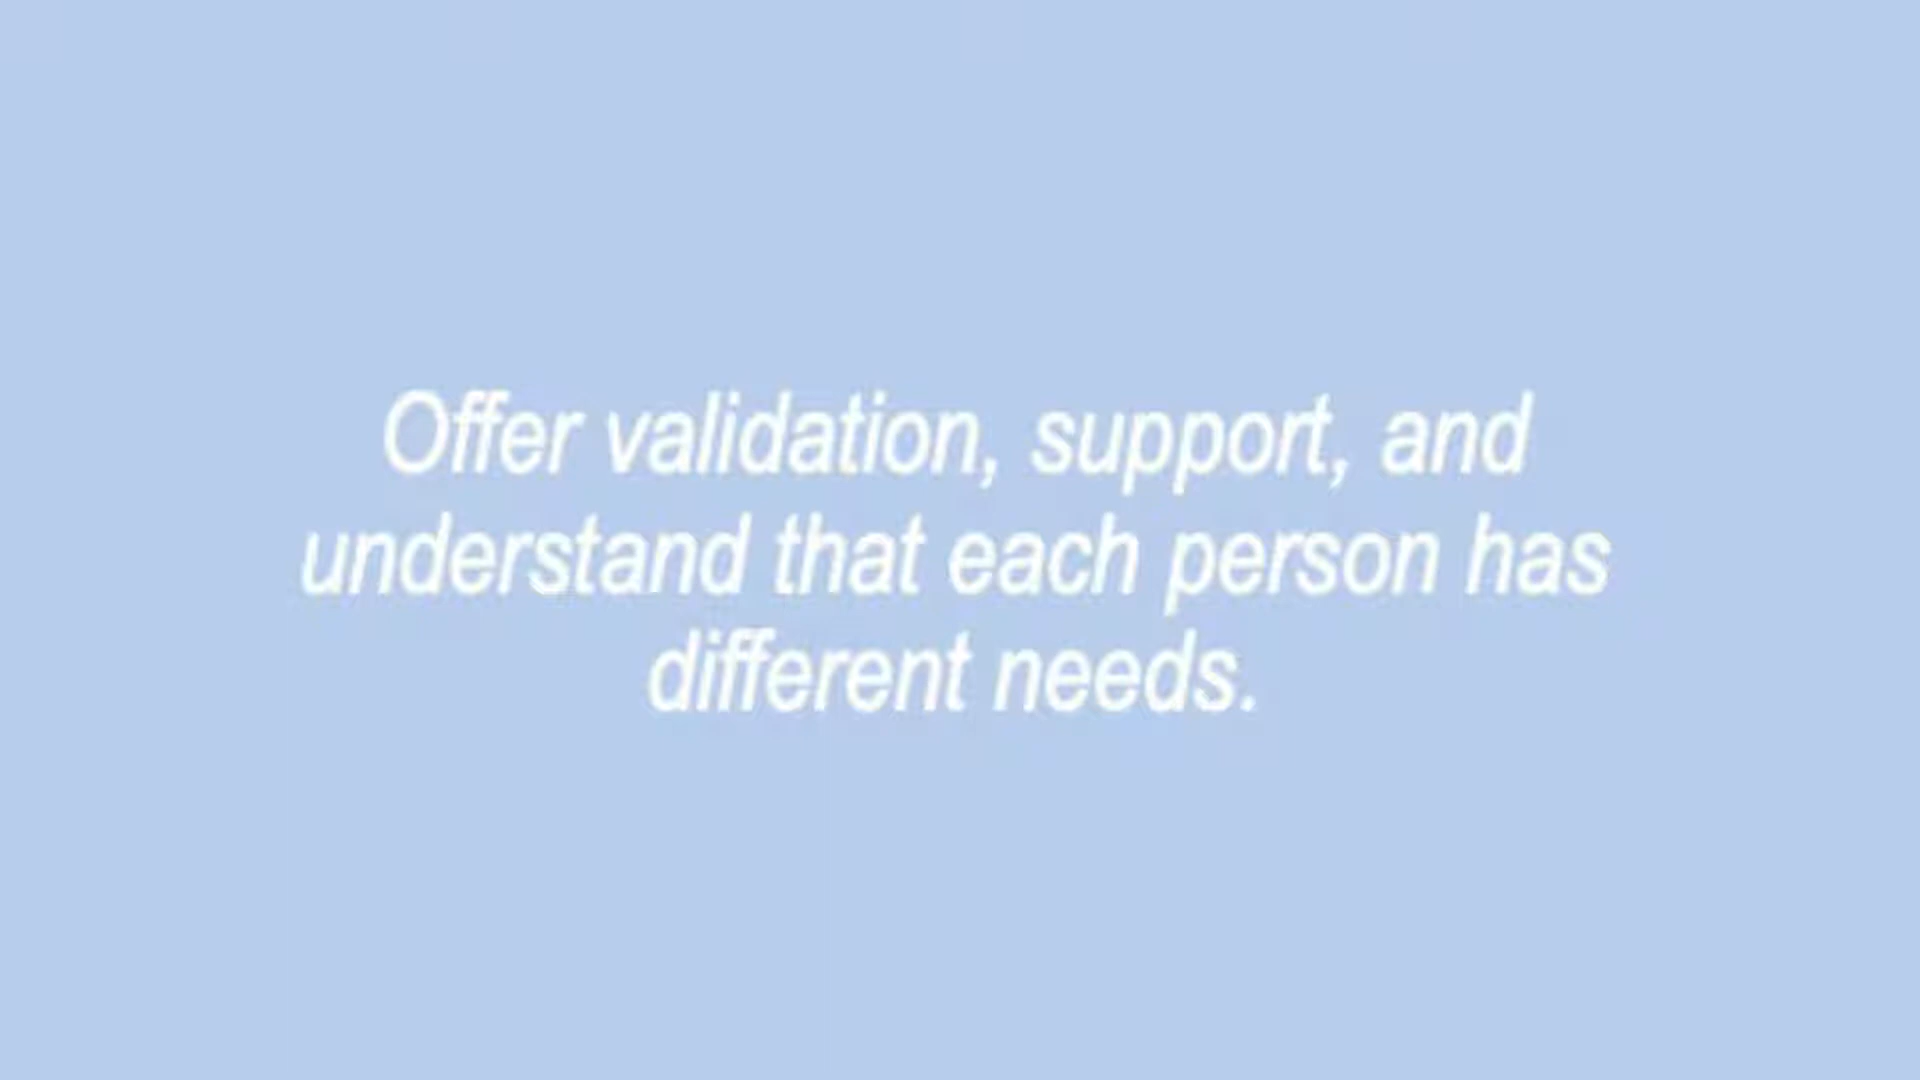 Offer validation, support, and
understand that each person has
different needs.